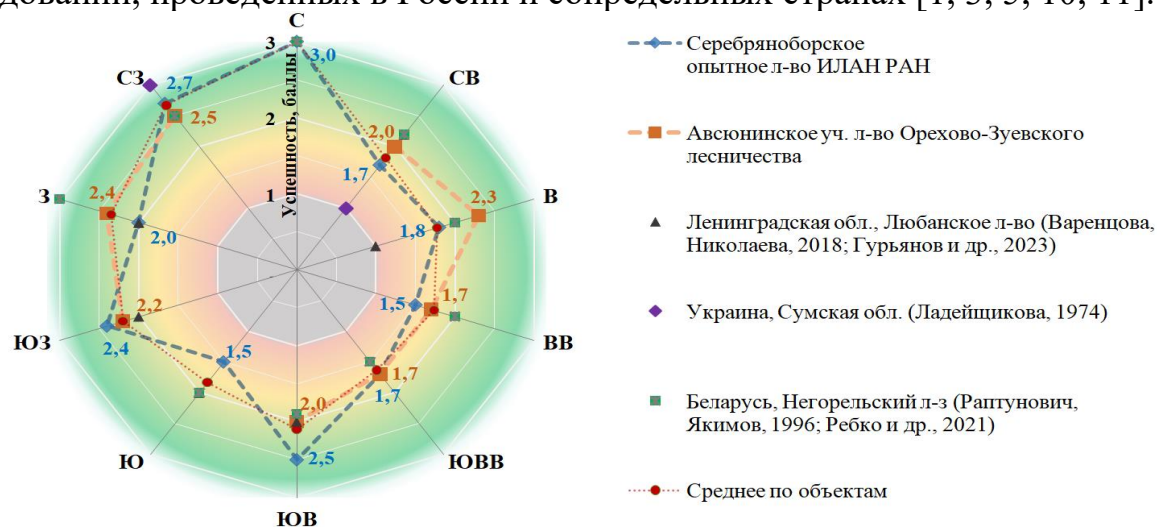 дований, проведенных в России и сопредельных странах [1, 3, 5, 10, 11].
С
3
3,0
СЗ
2,7
СВ
2,5
2
2,0
1,7
Успешность, баллы
З
2,4
1
2,3
В
2,0
1,8
2,2
1,5
1,7
ЮЗ
2,4
ВВ
1,5
1,7
2,0
1,7
Ю
2,5
ЮВВ
ЮВ
Серебряноборское
опытное л-во ИЛАН РАН
Авсюнинское уч. л-во Орехово-Зуевского
лесничества
Ленинградская обл., Любанское л-во (Варенцова,
Николаева, 2018; Гурьянов и др., 2023)
Украина, Сумская обл. (Ладейщикова, 1974)
Беларусь, Негорельский л-з (Раптунович,
Якимов, 1996; Ребко и др., 2021)
Среднее по объектам